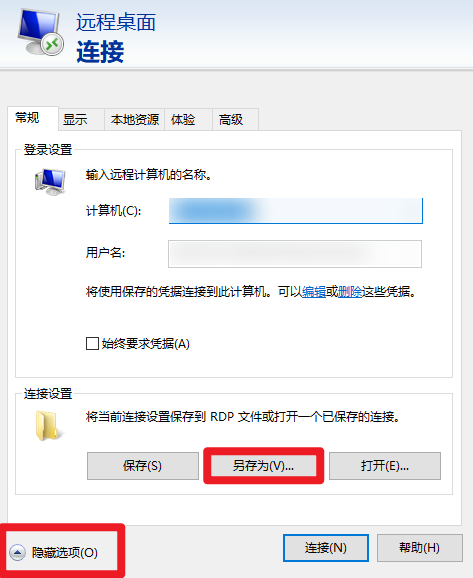 远程桌面
连接
常规 显示 本地资源 体验 高级
登录设置
输入远程计算机的名称。
计算机(C):
用户名:
将使用保存的凭据连接到此计算机。可以编辑或删除这些凭据。
始终要求凭据(A)
连接设置
将当前连接设置保存到 RDP 文件或打开一个已保存的连接。
保存(S) 另存为(V)... 打开(E)...
隐藏选项(O) 连接(N) 帮助(H)